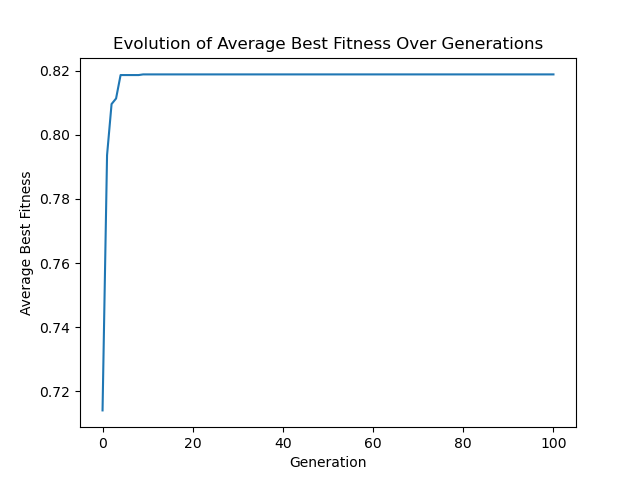 Evolution of Average Best Fitness Over Generations
0.82
0.80
0.78
0.76
0.74
0.72
Average Best Fitness
0 20 40 60 80 100
Generation